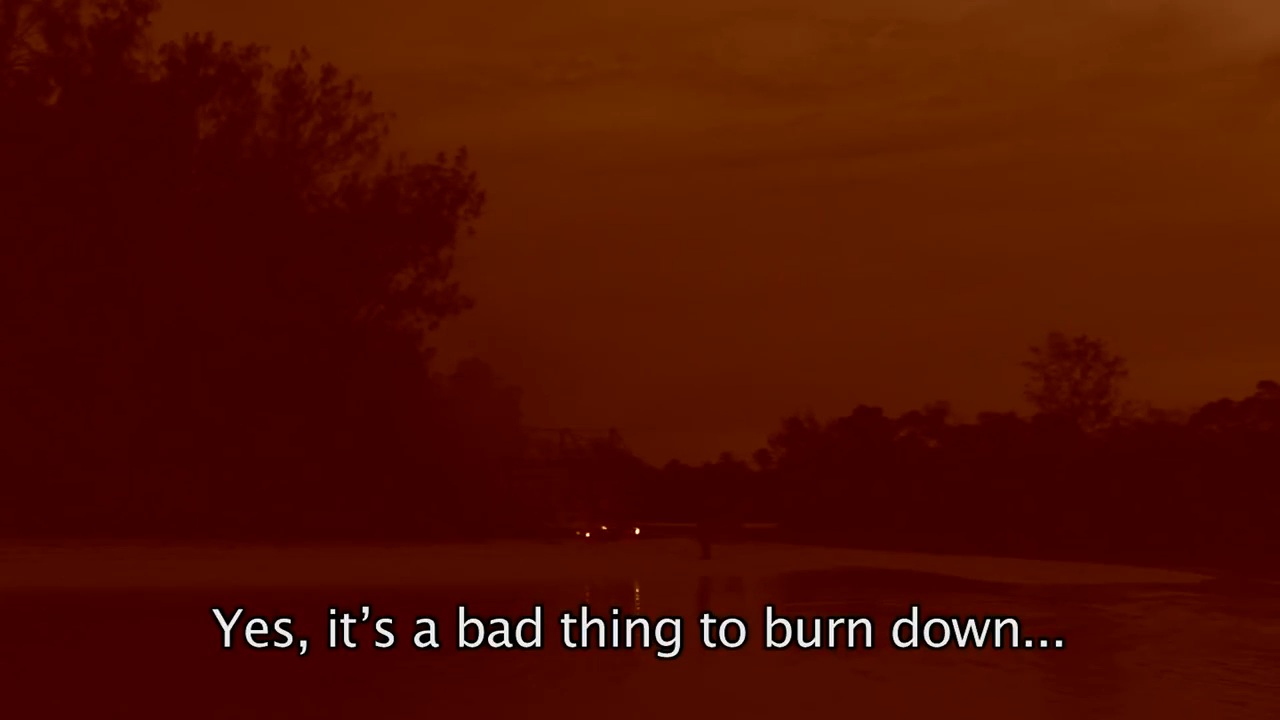 Yes, it’s a bad thing to burn down...